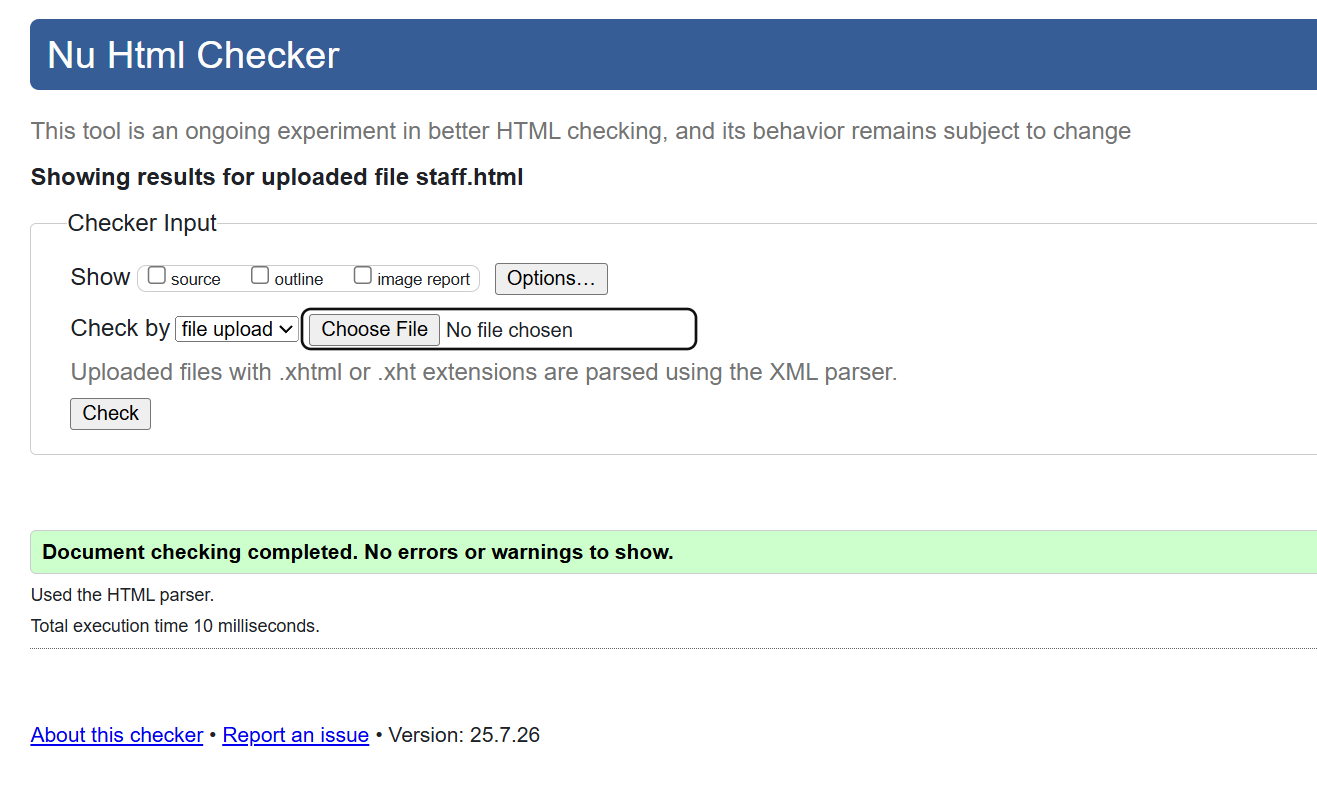 Nu Html Checker
This tool is an ongoing experiment in better HTML checking, and its behavior remains subject to change
Showing results for uploaded file staff.html
Checker Input
Show source outline image report Options…
Check by file upload Choose File No file chosen
Uploaded files with .xhtml or .xht extensions are parsed using the XML parser.
Check
Document checking completed. No errors or warnings to show.
Used the HTML parser.
Total execution time 10 milliseconds.
About this checker • Report an issue • Version: 25.7.26